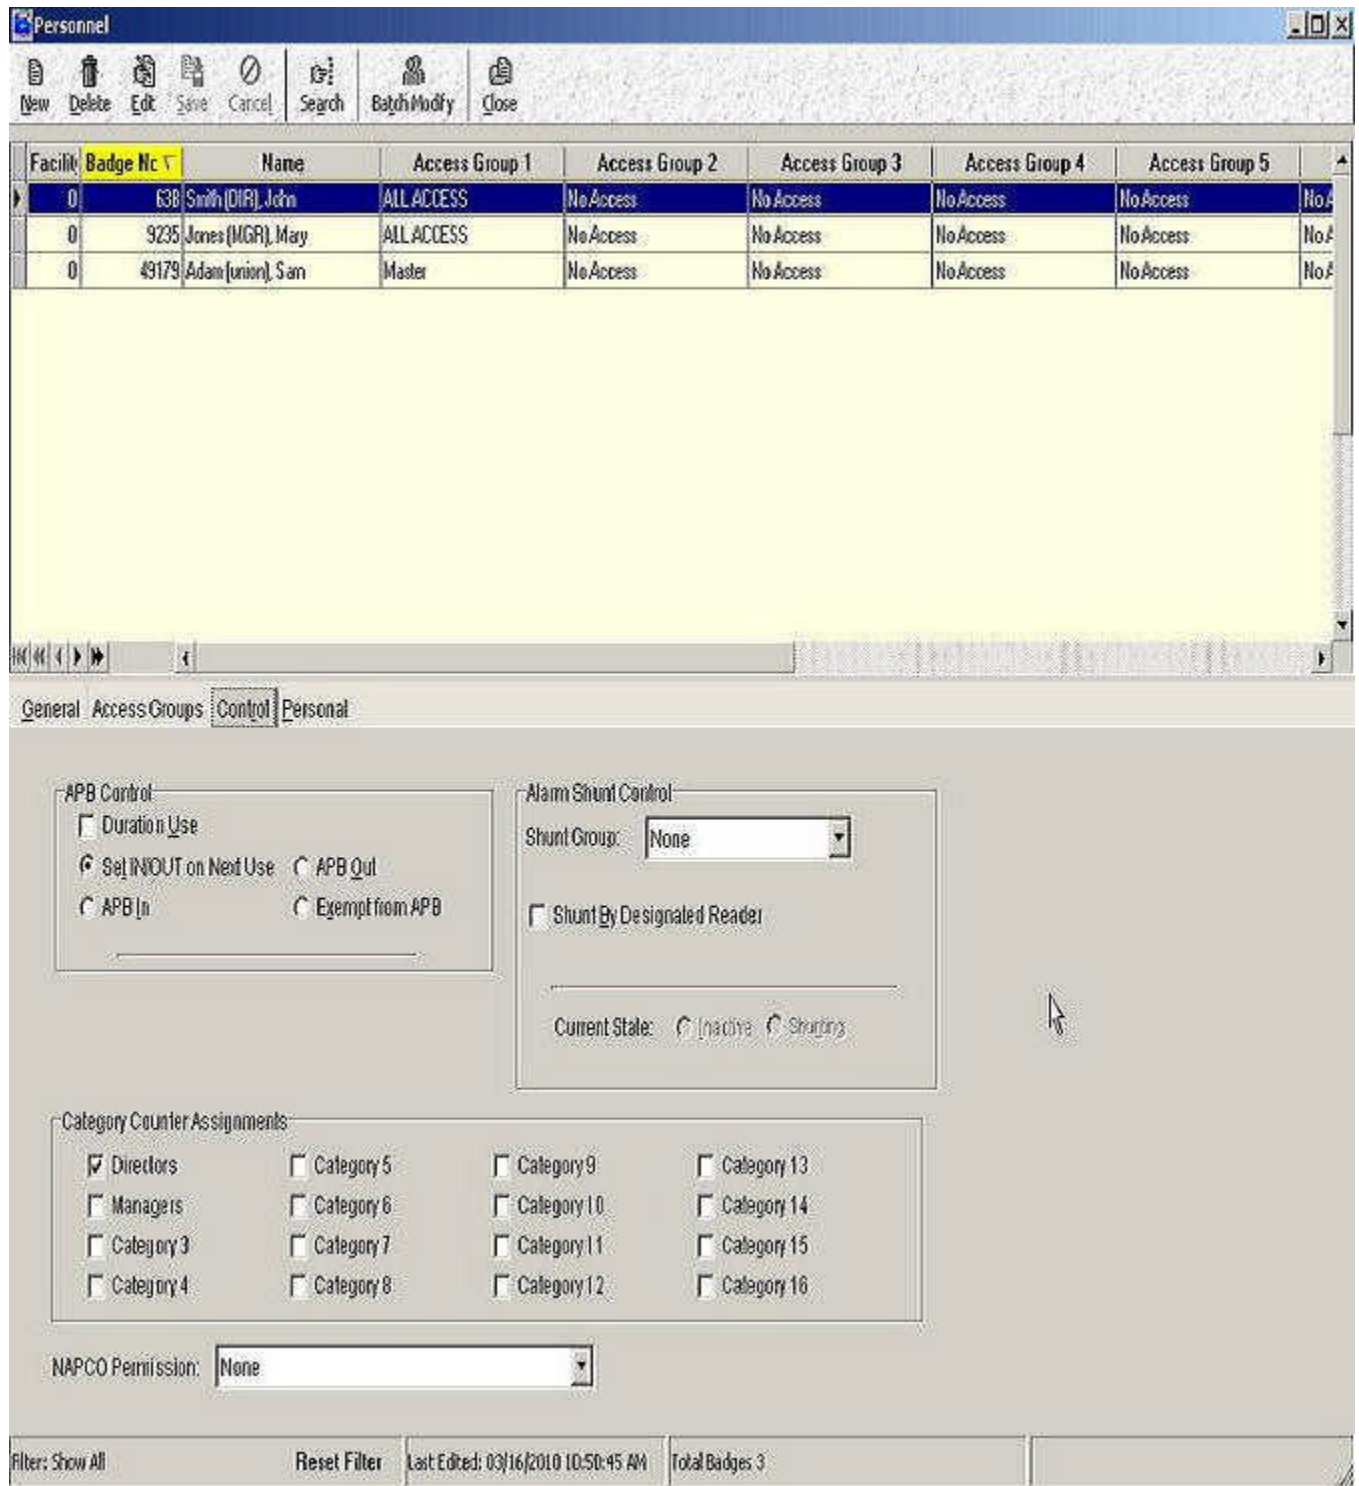 Personnel
New Delete Edit Save Cancel Search Batch Modify Close
Facilit Badge Nc Name Access Group 1 Access Group 2 Access Group 3 Access Group 4 Access Group 5
0 638 Smith (DIR), John ALL ACCESS No Access No Access No Access No Access No A
0 9235 Jones (MGR), Mary ALL ACCESS No Access No Access No Access No Access No A
0 49179 Adam (union), Sam Master No Access No Access No Access No Access No A
General Access Groups Control Personal
APB Control
Duration Use
Set IN/OUT on Next Use APB Out
APB In Exempt from APB
Alarm Shunt Control
Shunt Group: None
Shunt By Designated Reader
Current State: Inactive Shunting
Category Counter Assignments
Directors Category 5 Category 9 Category 13
Managers Category 6 Category 10 Category 14
Category 3 Category 7 Category 11 Category 15
Category 4 Category 8 Category 12 Category 16
NAPCO Permission: None
Filter: Show All Reset Filter Last Edited: 03/16/2010 10:50:45 AM Total Badges 3